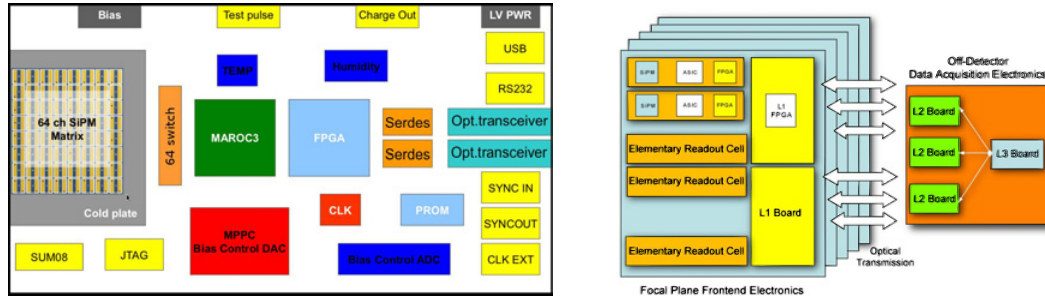 Bias
Test pulse
Charge Out
LV PWR
USB
TEMP
Humidity
RS232
64 ch SiPM
Matrix
64 switch
MAROC3
FPGA
Serdes
Opt.transceiver
Serdes
Opt.transceiver
Cold plate
CLK
PROM
SYNC IN
SYNCOUT
MPPC
Bias Control DAC
SUM08
JTAG
Bias Control ADC
CLK EXT
SiPM
ASIC
FPGA
SiPM
ASIC
FPGA
L1
FPGA
Elementary Readout Cell
Elementary Readout Cell
L1 Board
Elementary Readout Cell
Focal Plane Frontend Electronics
Off-Detector
Data Acquisition Electronics
L2 Board
L2 Board
L3 Board
L2 Board
Optical
Transmission